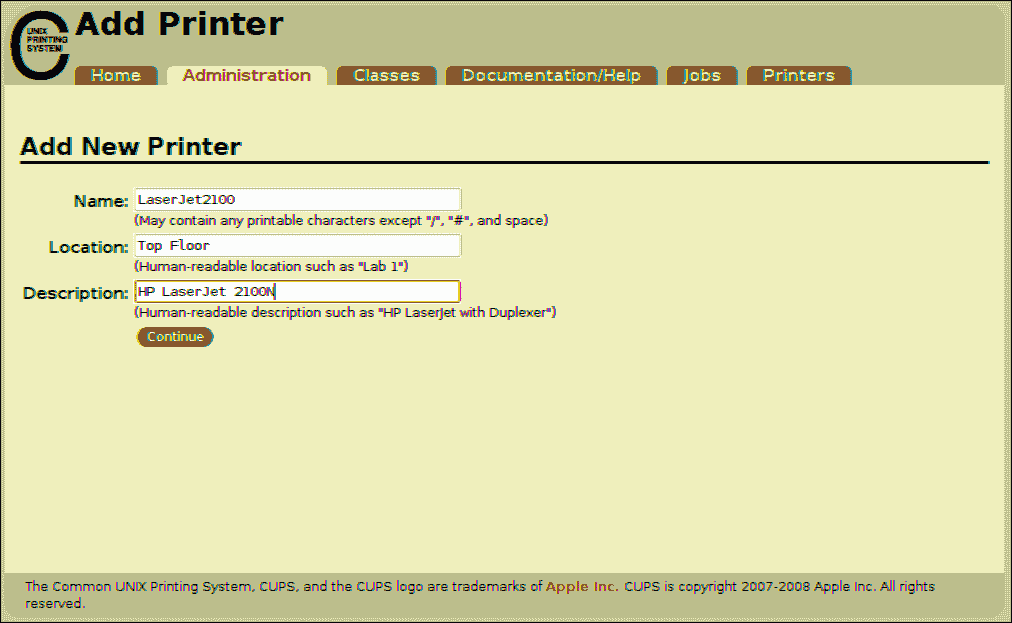 UNIX
PRINTING
SYSTEM
Add Printer
Home Administration Classes Documentation/Help Jobs Printers
Add New Printer
Name: LaserJet2100
(May contain any printable characters except "/", "#", and space)
Location: Top Floor
(Human-readable location such as "Lab 1")
Description: HP LaserJet 2100N
(Human-readable description such as "HP LaserJet with Duplexer")
Continue
The Common UNIX Printing System, CUPS, and the CUPS logo are trademarks of Apple Inc. CUPS is copyright 2007-2008 Apple Inc. All rights
reserved.